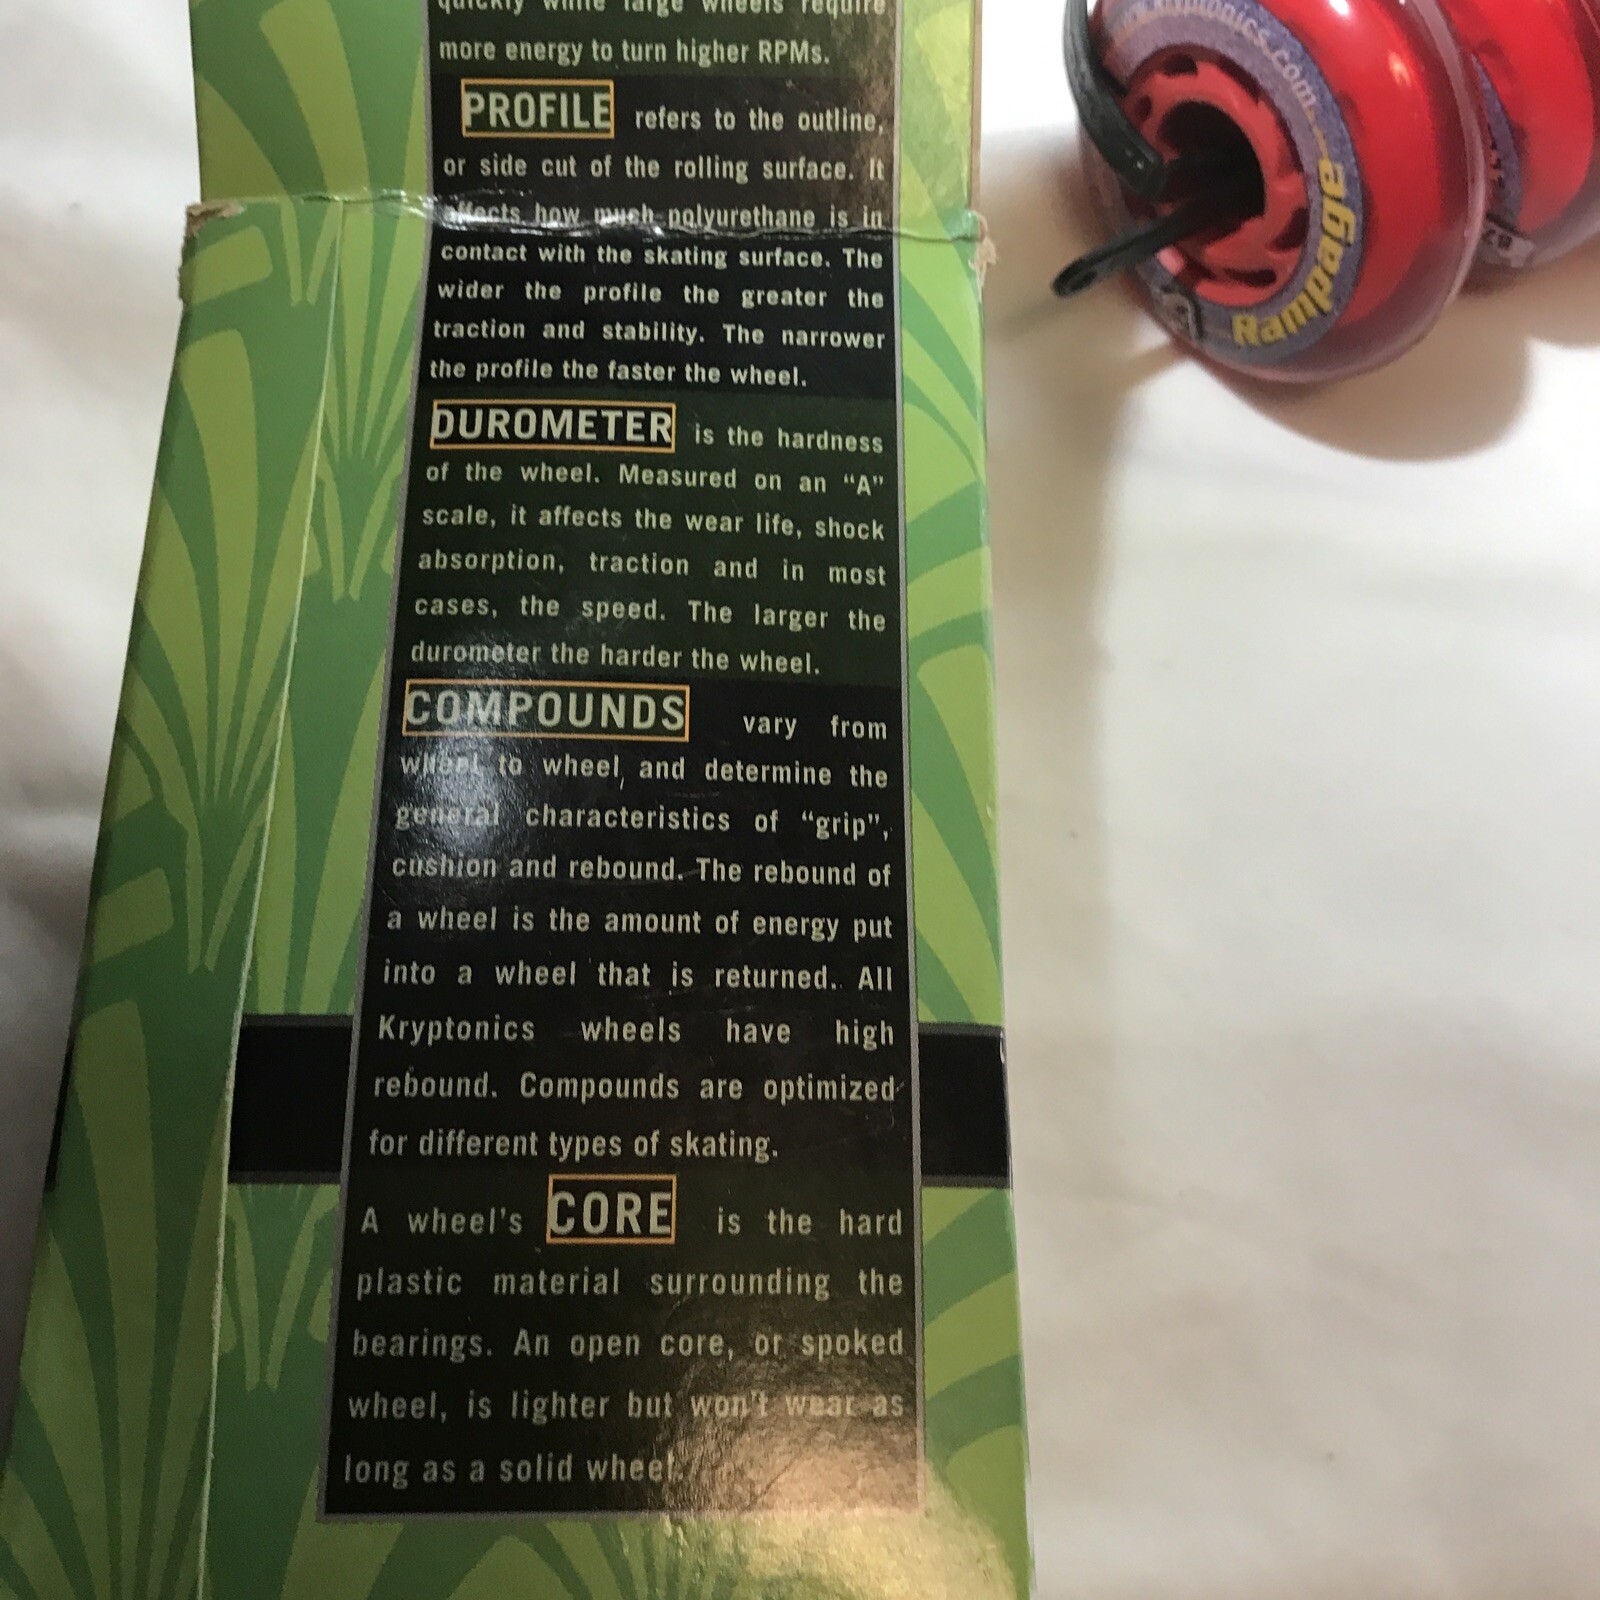 quickly while large wheels require
more energy to turn higher RPMs.
PROFILE refers to the outline,
or side cut of the rolling surface. It
affects how much polyurethane is in
contact with the skating surface. The
wider the profile the greater the
traction and stability. The narrower
the profile the faster the wheel.
DUROMETER is the hardness
of the wheel. Measured on an “A”
scale, it affects the wear life, shock
absorption, traction and in most
cases, the speed. The larger the
durometer the harder the wheel.
COMPOUNDS vary from
wheel to wheel, and determine the
general characteristics of “grip”,
cushion and rebound. The rebound of
a wheel is the amount of energy put
into a wheel that is returned. All
Kryptonics wheels have high
rebound. Compounds are optimized
for different types of skating.
A wheel's CORE is the hard
plastic material surrounding the
bearings. An open core, or spoked
wheel, is lighter but won't wear as
long as a solid wheel.
www.kryptonics.com
Rampage